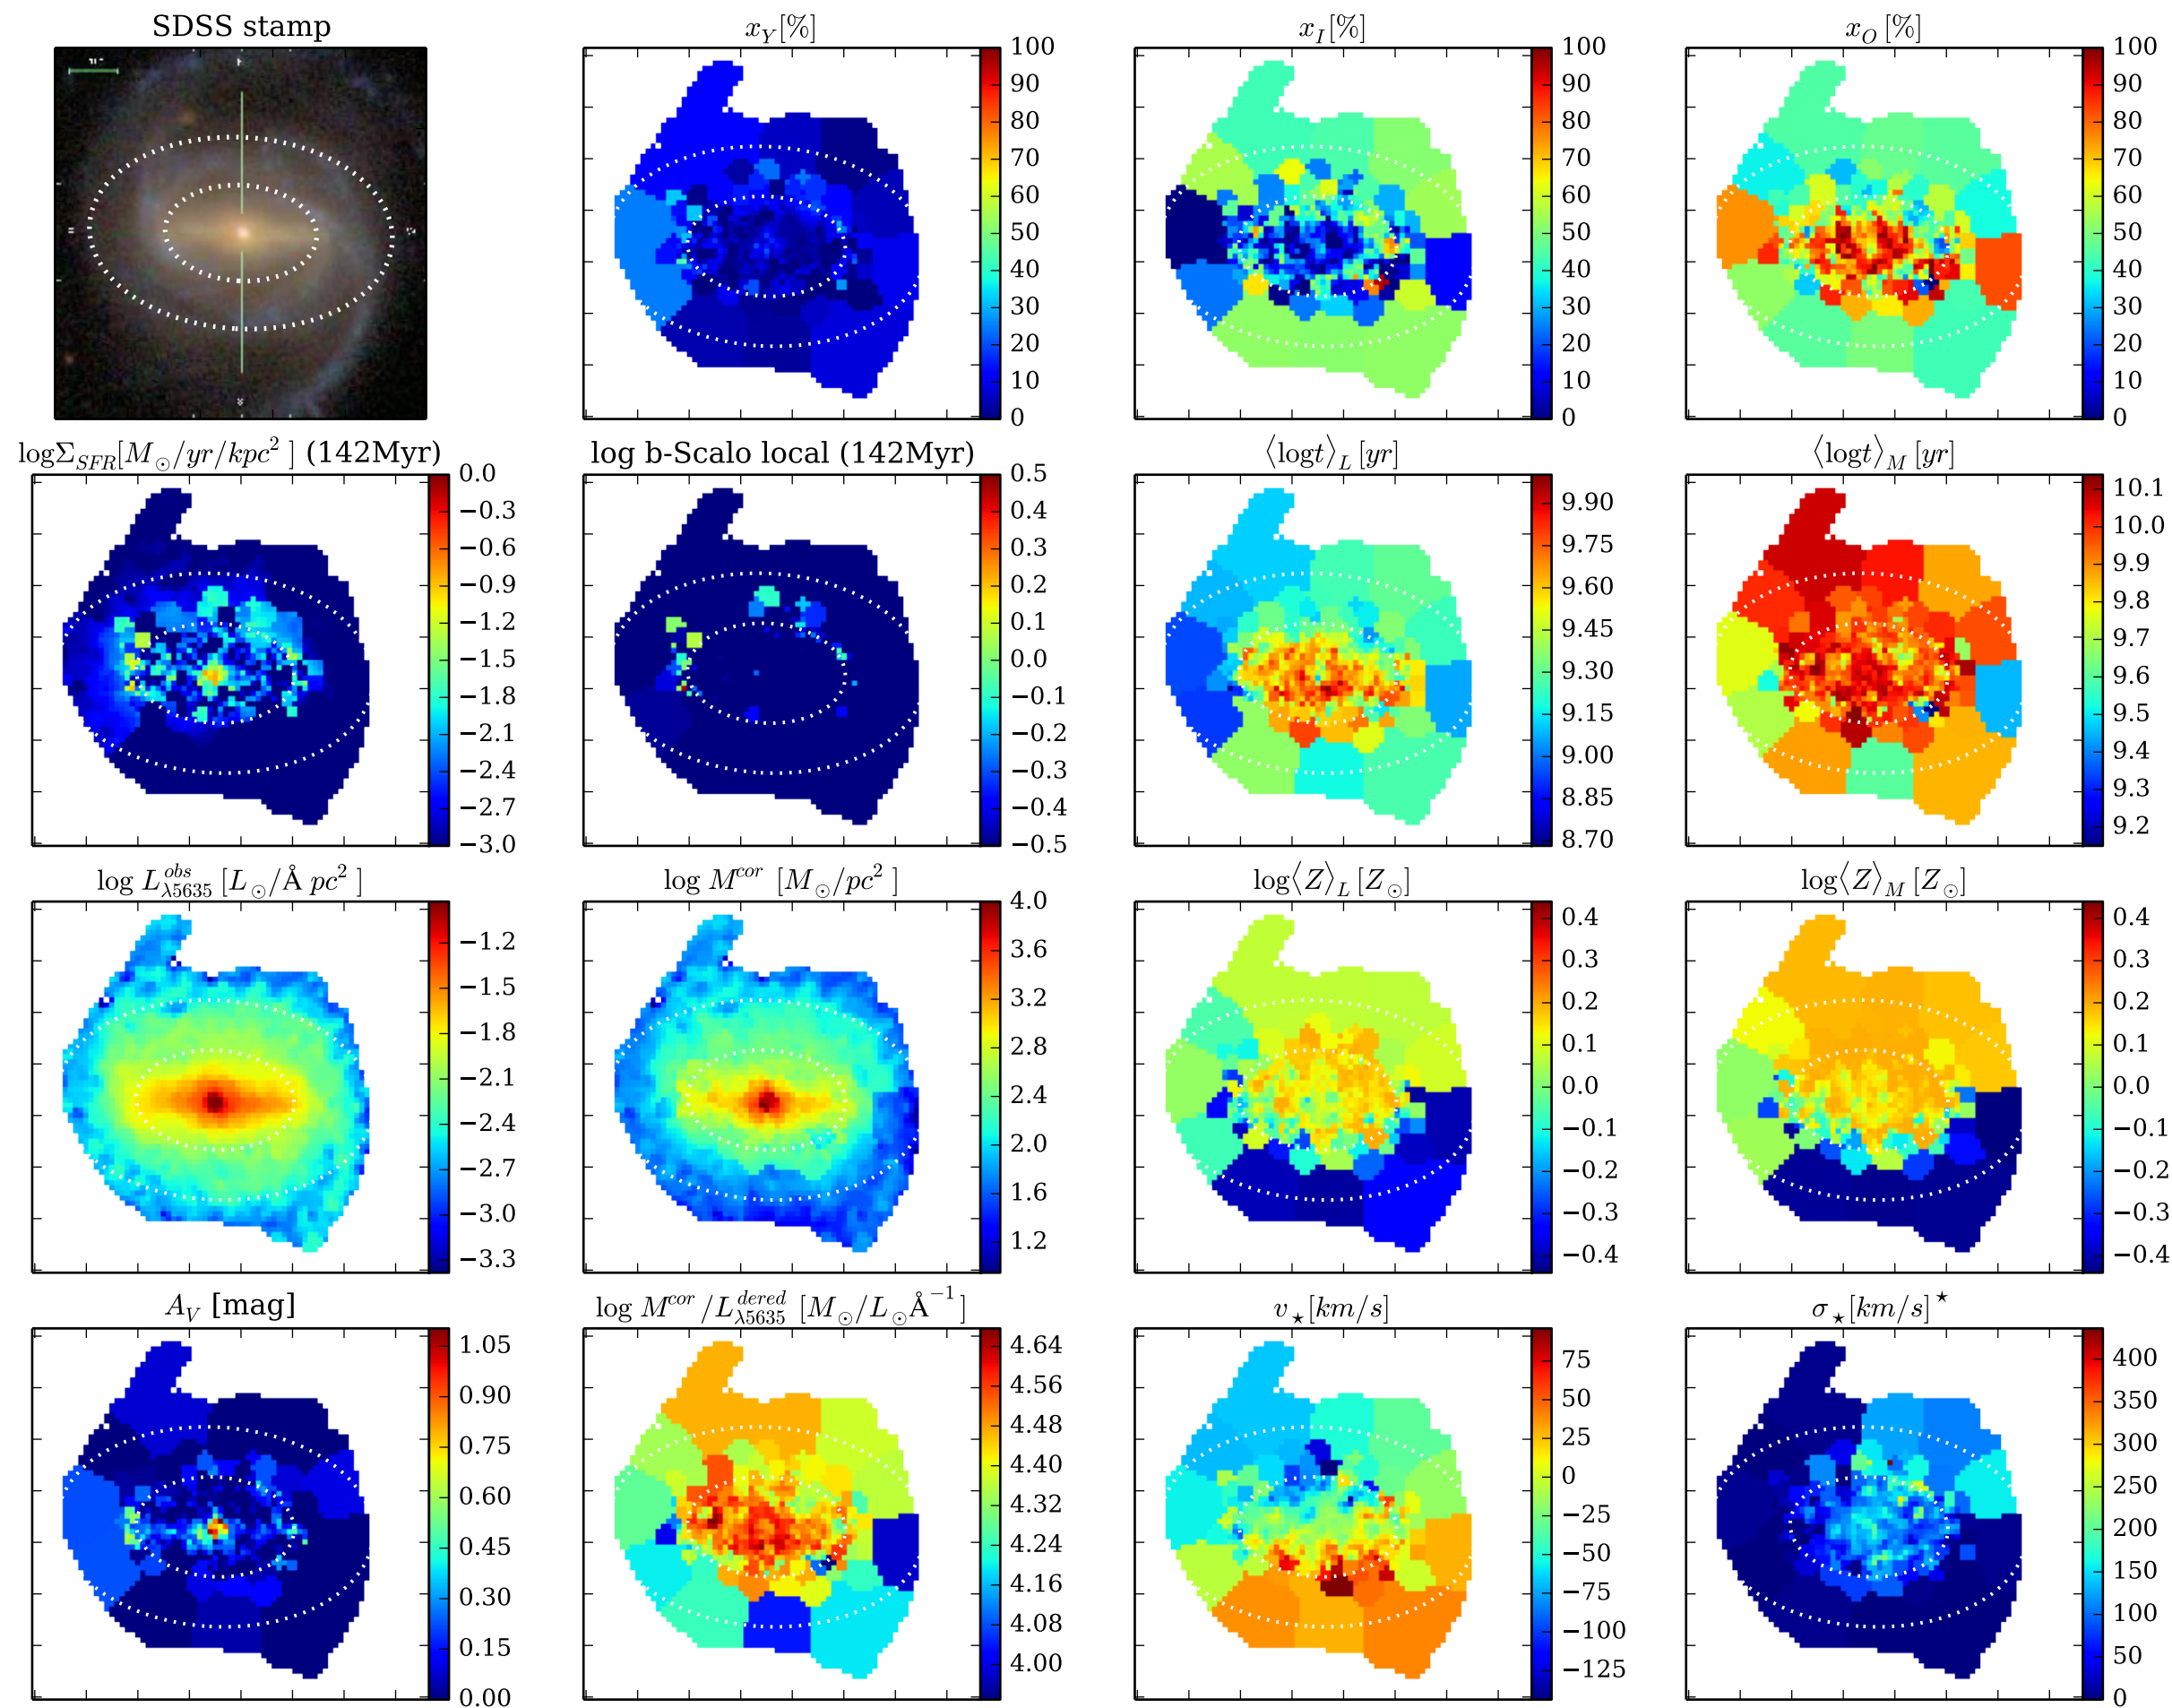 SDSS stamp
x_Y[%]
x_I[%]
x_O [%]
100 90 80 70 60 50 40 30 20 10 0
100 90 80 70 60 50 40 30 20 10 0
100 90 80 70 60 50 40 30 20 10 0
logΣ_SFR[M_⊙/yr/kpc² ] (142Myr)
log b-Scalo local (142Myr)
⟨logt⟩_L [yr]
⟨logt⟩_M [yr]
0.0 −0.3 −0.6 −0.9 −1.2 −1.5 −1.8 −2.1 −2.4 −2.7 −3.0
0.5 0.4 0.3 0.2 0.1 0.0 −0.1 −0.2 −0.3 −0.4 −0.5
9.90 9.75 9.60 9.45 9.30 9.15 9.00 8.85 8.70
10.1 10.0 9.9 9.8 9.7 9.6 9.5 9.4 9.3 9.2
log L^obs_λ5635 [L_⊙/Å pc² ]
log M^cor [M_⊙/pc² ]
log⟨Z⟩_L [Z_⊙]
log⟨Z⟩_M [Z_⊙]
−1.2 −1.5 −1.8 −2.1 −2.4 −2.7 −3.0 −3.3
4.0 3.6 3.2 2.8 2.4 2.0 1.6 1.2
0.4 0.3 0.2 0.1 0.0 −0.1 −0.2 −0.3 −0.4
0.4 0.3 0.2 0.1 0.0 −0.1 −0.2 −0.3 −0.4
A_V [mag]
log M^cor/L^dered_λ5635 [M_⊙/L_⊙Å⁻¹ ]
v_⋆[km/s]
σ_⋆[km/s]^⋆
1.05 0.90 0.75 0.60 0.45 0.30 0.15 0.00
4.64 4.56 4.48 4.40 4.32 4.24 4.16 4.08 4.00
75 50 25 0 −25 −50 −75 −100 −125
400 350 300 250 200 150 100 50 0